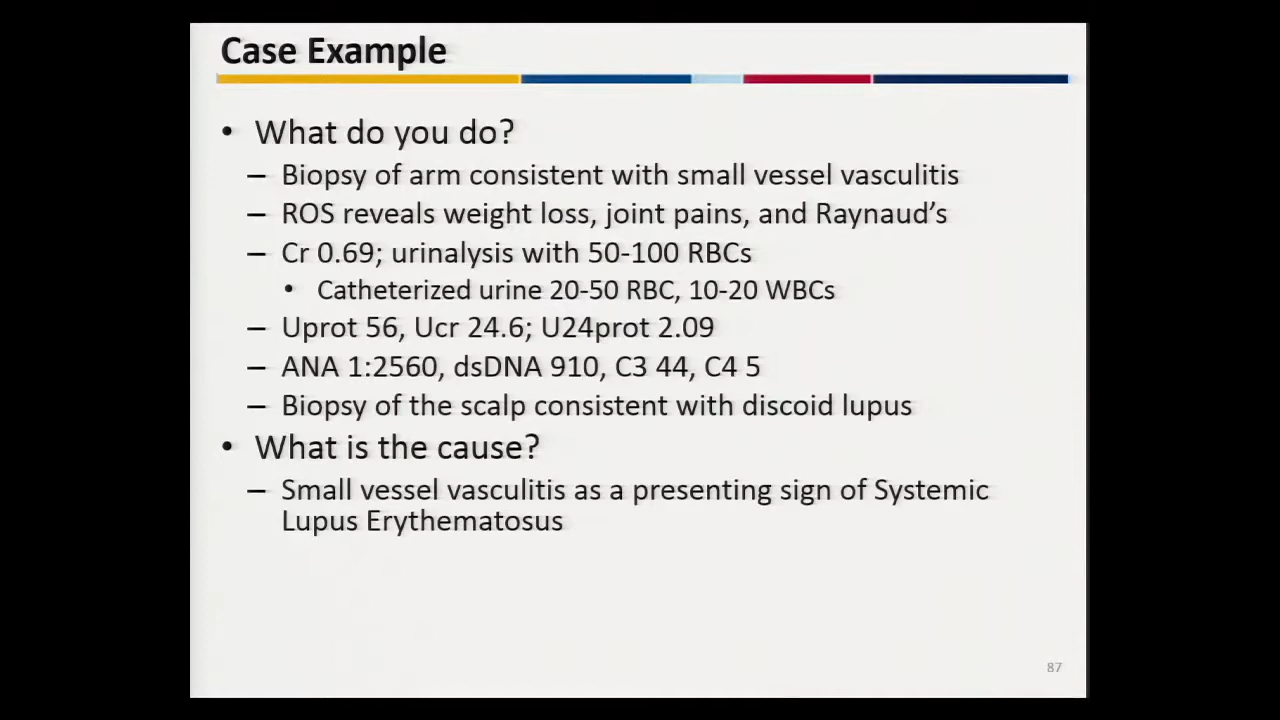 Case Example
• What do you do?
– Biopsy of arm consistent with small vessel vasculitis
– ROS reveals weight loss, joint pains, and Raynaud’s
– Cr 0.69; urinalysis with 50-100 RBCs
• Catheterized urine 20-50 RBC, 10-20 WBCs
– Uprot 56, Ucr 24.6; U24prot 2.09
– ANA 1:2560, dsDNA 910, C3 44, C4 5
– Biopsy of the scalp consistent with discoid lupus
• What is the cause?
– Small vessel vasculitis as a presenting sign of Systemic
Lupus Erythematosus
87